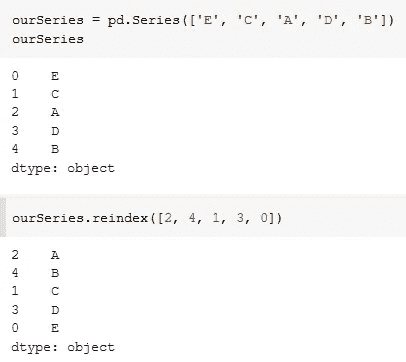 ourSeries = pd.Series(['E', 'C', 'A', 'D', 'B'])
ourSeries
0    E
1    C
2    A
3    D
4    B
dtype: object
ourSeries.reindex([2, 4, 1, 3, 0])
2    A
4    B
1    C
3    D
0    E
dtype: object